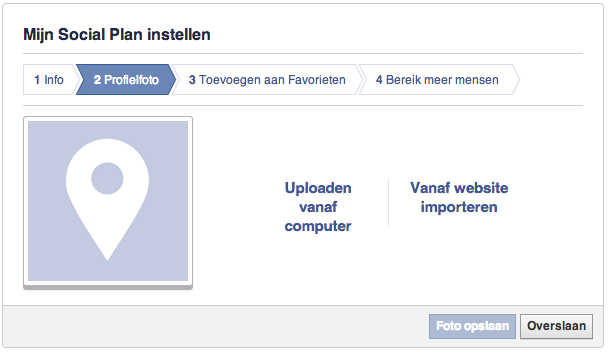 Mijn Social Plan instellen
1 Info
2 Profielfoto
3 Toevoegen aan Favorieten
4 Bereik meer mensen
Uploaden
vanaf
computer
Vanaf website
importeren
Foto opslaan
Overslaan